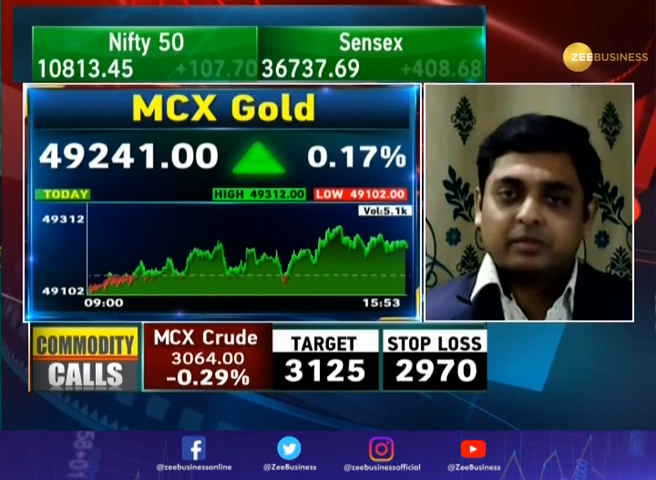 Nifty 50
10813.45 +107.70
Sensex
36737.69 +408.68
ZEEBUSINESS
MCX Gold
49241.00 0.17%
TODAY
HIGH 49312.00 LOW 49102.00
Vol:5.1k
49312
49102
09:00 15:53
COMMODITY
CALLS
MCX Crude
3064.00
-0.29%
TARGET
3125
STOP LOSS
2970
@zeebusinessonline
@ZeeBusiness
@zeebusinessofficial
@ZeeBusiness